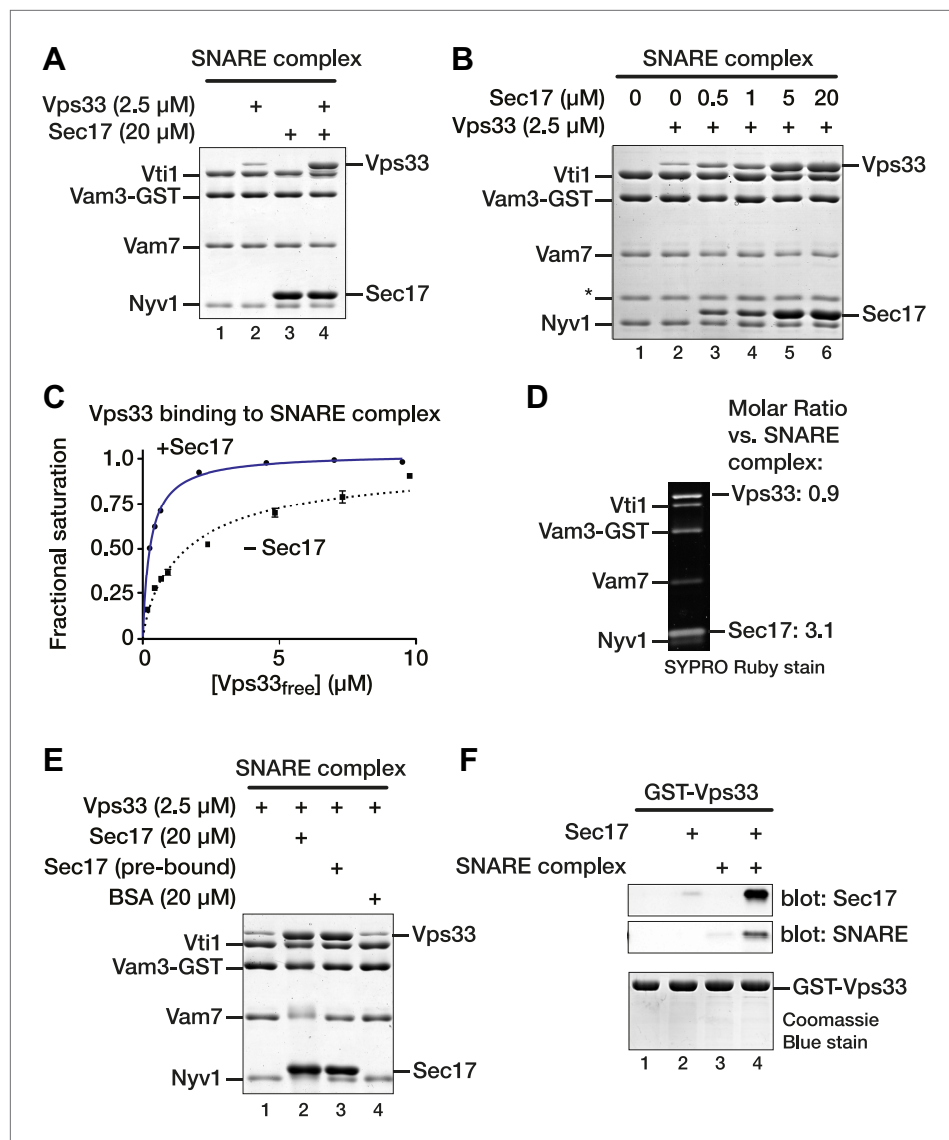 A
SNARE complex
Vps33 (2.5 µM) + +
Sec17 (20 µM) + +
Vti1
Vam3-GST
Vam7
Nyv1
Vps33
Sec17
1 2 3 4
B
SNARE complex
Sec17 (µM) 0 0 0.5 1 5 20
Vps33 (2.5 µM) + + + + +
Vti1
Vam3-GST
Vam7
*
Nyv1
Vps33
Sec17
1 2 3 4 5 6
C
Vps33 binding to SNARE complex
+Sec17
– Sec17
Fractional saturation
1.0
0.75
0.50
0.25
0
0 5 10
[Vps33free] (µM)
D
Molar Ratio
vs. SNARE
complex:
Vps33: 0.9
Vti1
Vam3-GST
Vam7
Nyv1
Sec17: 3.1
SYPRO Ruby stain
E
SNARE complex
Vps33 (2.5 µM) + + + +
Sec17 (20 µM) +
Sec17 (pre-bound) +
BSA (20 µM) +
Vti1
Vam3-GST
Vam7
Nyv1
Vps33
Sec17
1 2 3 4
F
GST-Vps33
Sec17 + +
SNARE complex + +
blot: Sec17
blot: SNARE
GST-Vps33
Coomassie
Blue stain
1 2 3 4